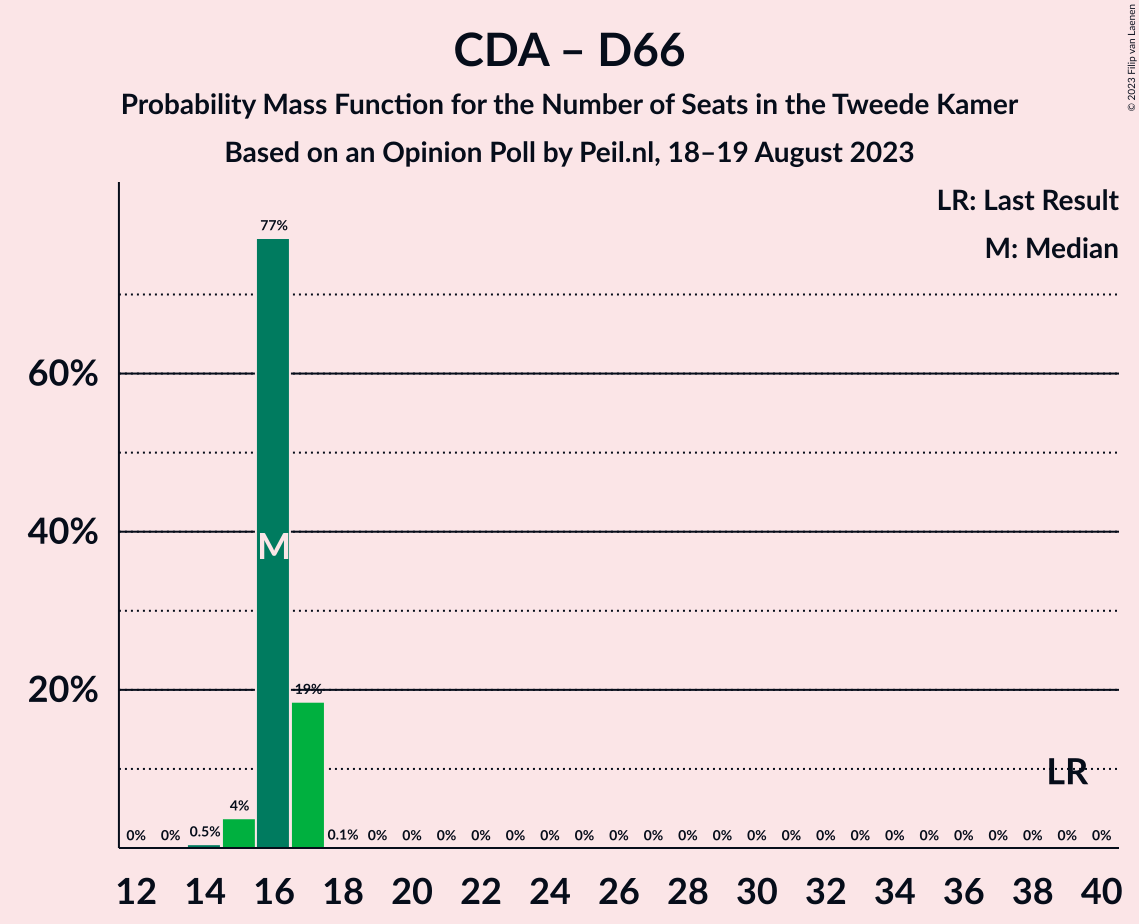 CDA – D66
Probability Mass Function for the Number of Seats in the Tweede Kamer
Based on an Opinion Poll by Peil.nl, 18–19 August 2023
© 2023 Filip van Laenen
LR: Last Result
M: Median
77%
60%
40%
M
20%
19%
LR
0% 0% 0.5% 4% 0.1% 0% 0% 0% 0% 0% 0% 0% 0% 0% 0% 0% 0% 0% 0% 0% 0% 0% 0% 0% 0% 0% 0%
12 14 16 18 20 22 24 26 28 30 32 34 36 38 40